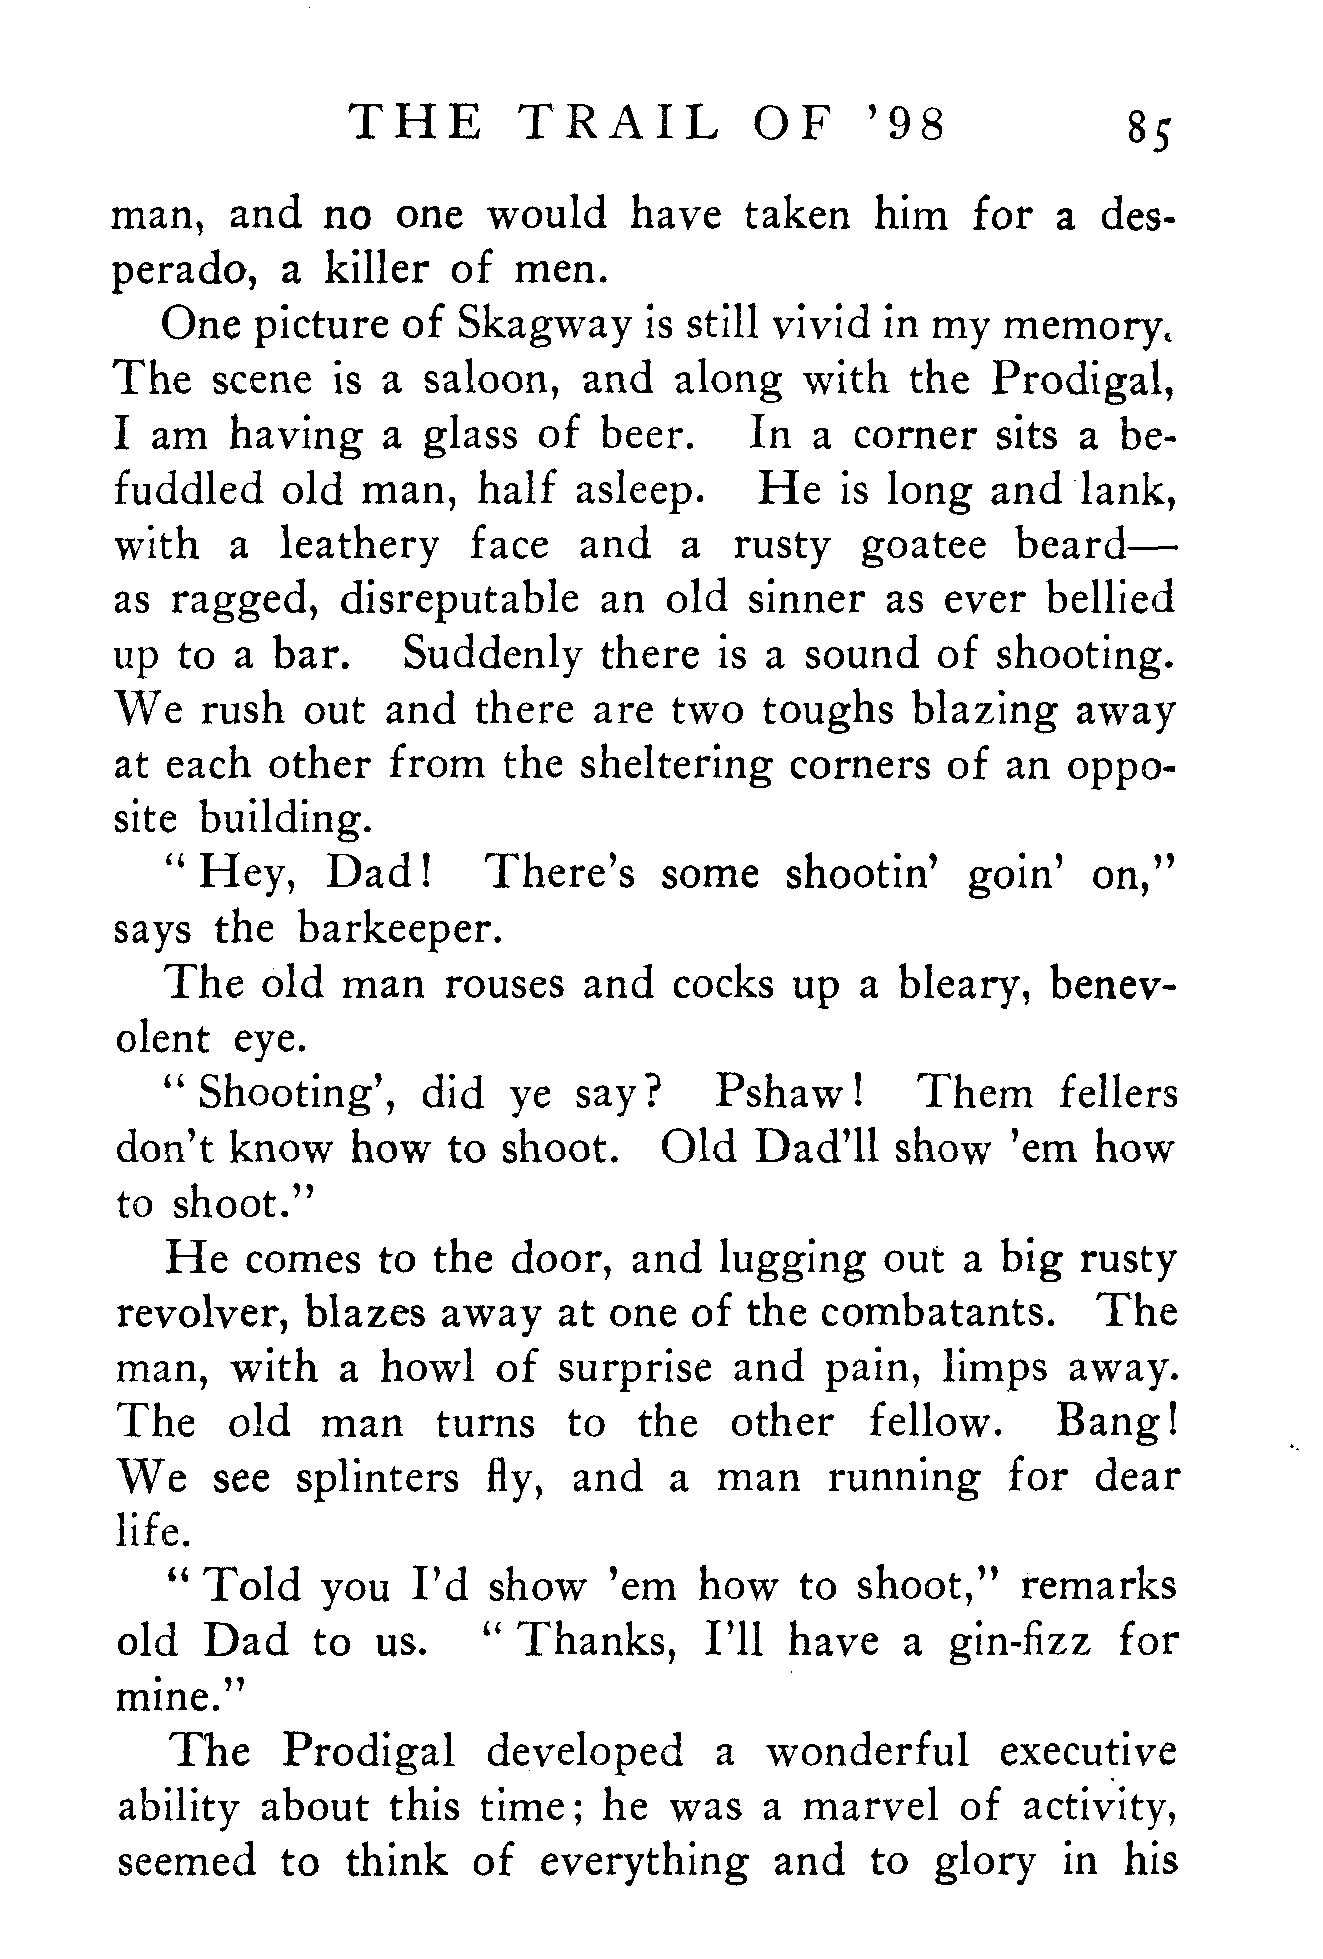 THE TRAIL OF ’98 85
man, and no one would have taken him for a des-
perado, a killer of men.
One picture of Skagway is still vivid in my memory.
The scene is a saloon, and along with the Prodigal,
I am having a glass of beer. In a corner sits a be-
fuddled old man, half asleep. He is long and lank,
with a leathery face and a rusty goatee beard—
as ragged, disreputable an old sinner as ever bellied
up to a bar. Suddenly there is a sound of shooting.
We rush out and there are two toughs blazing away
at each other from the sheltering corners of an oppo-
site building.
“ Hey, Dad! There’s some shootin’ goin’ on,”
says the barkeeper.
The old man rouses and cocks up a bleary, benev-
olent eye.
“ Shooting’, did ye say? Pshaw! Them fellers
don’t know how to shoot. Old Dad’ll show ’em how
to shoot.”
He comes to the door, and lugging out a big rusty
revolver, blazes away at one of the combatants. The
man, with a howl of surprise and pain, limps away.
The old man turns to the other fellow. Bang!
We see splinters fly, and a man running for dear
life.
“ Told you I’d show ’em how to shoot,” remarks
old Dad to us. “ Thanks, I’ll have a gin-fizz for
mine.”
The Prodigal developed a wonderful executive
ability about this time; he was a marvel of activity,
seemed to think of everything and to glory in his